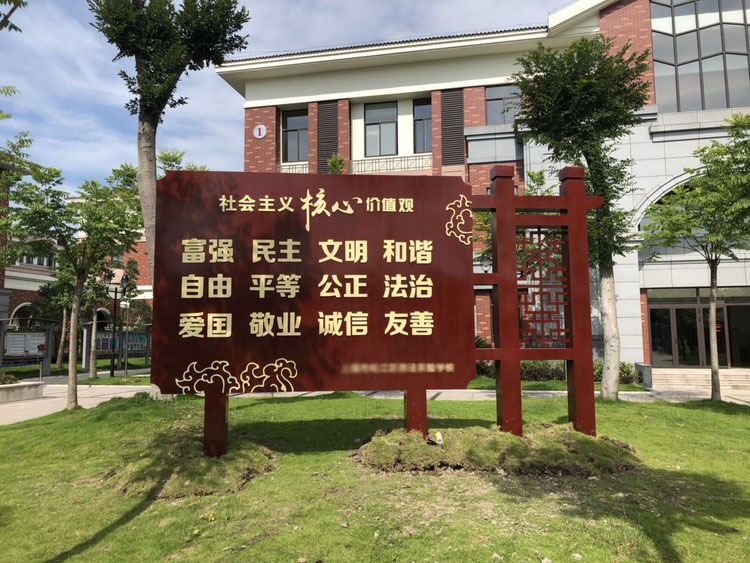 社会主义核心价值观
富强 民主 文明 和谐
自由 平等 公正 法治
爱国 敬业 诚信 友善
1